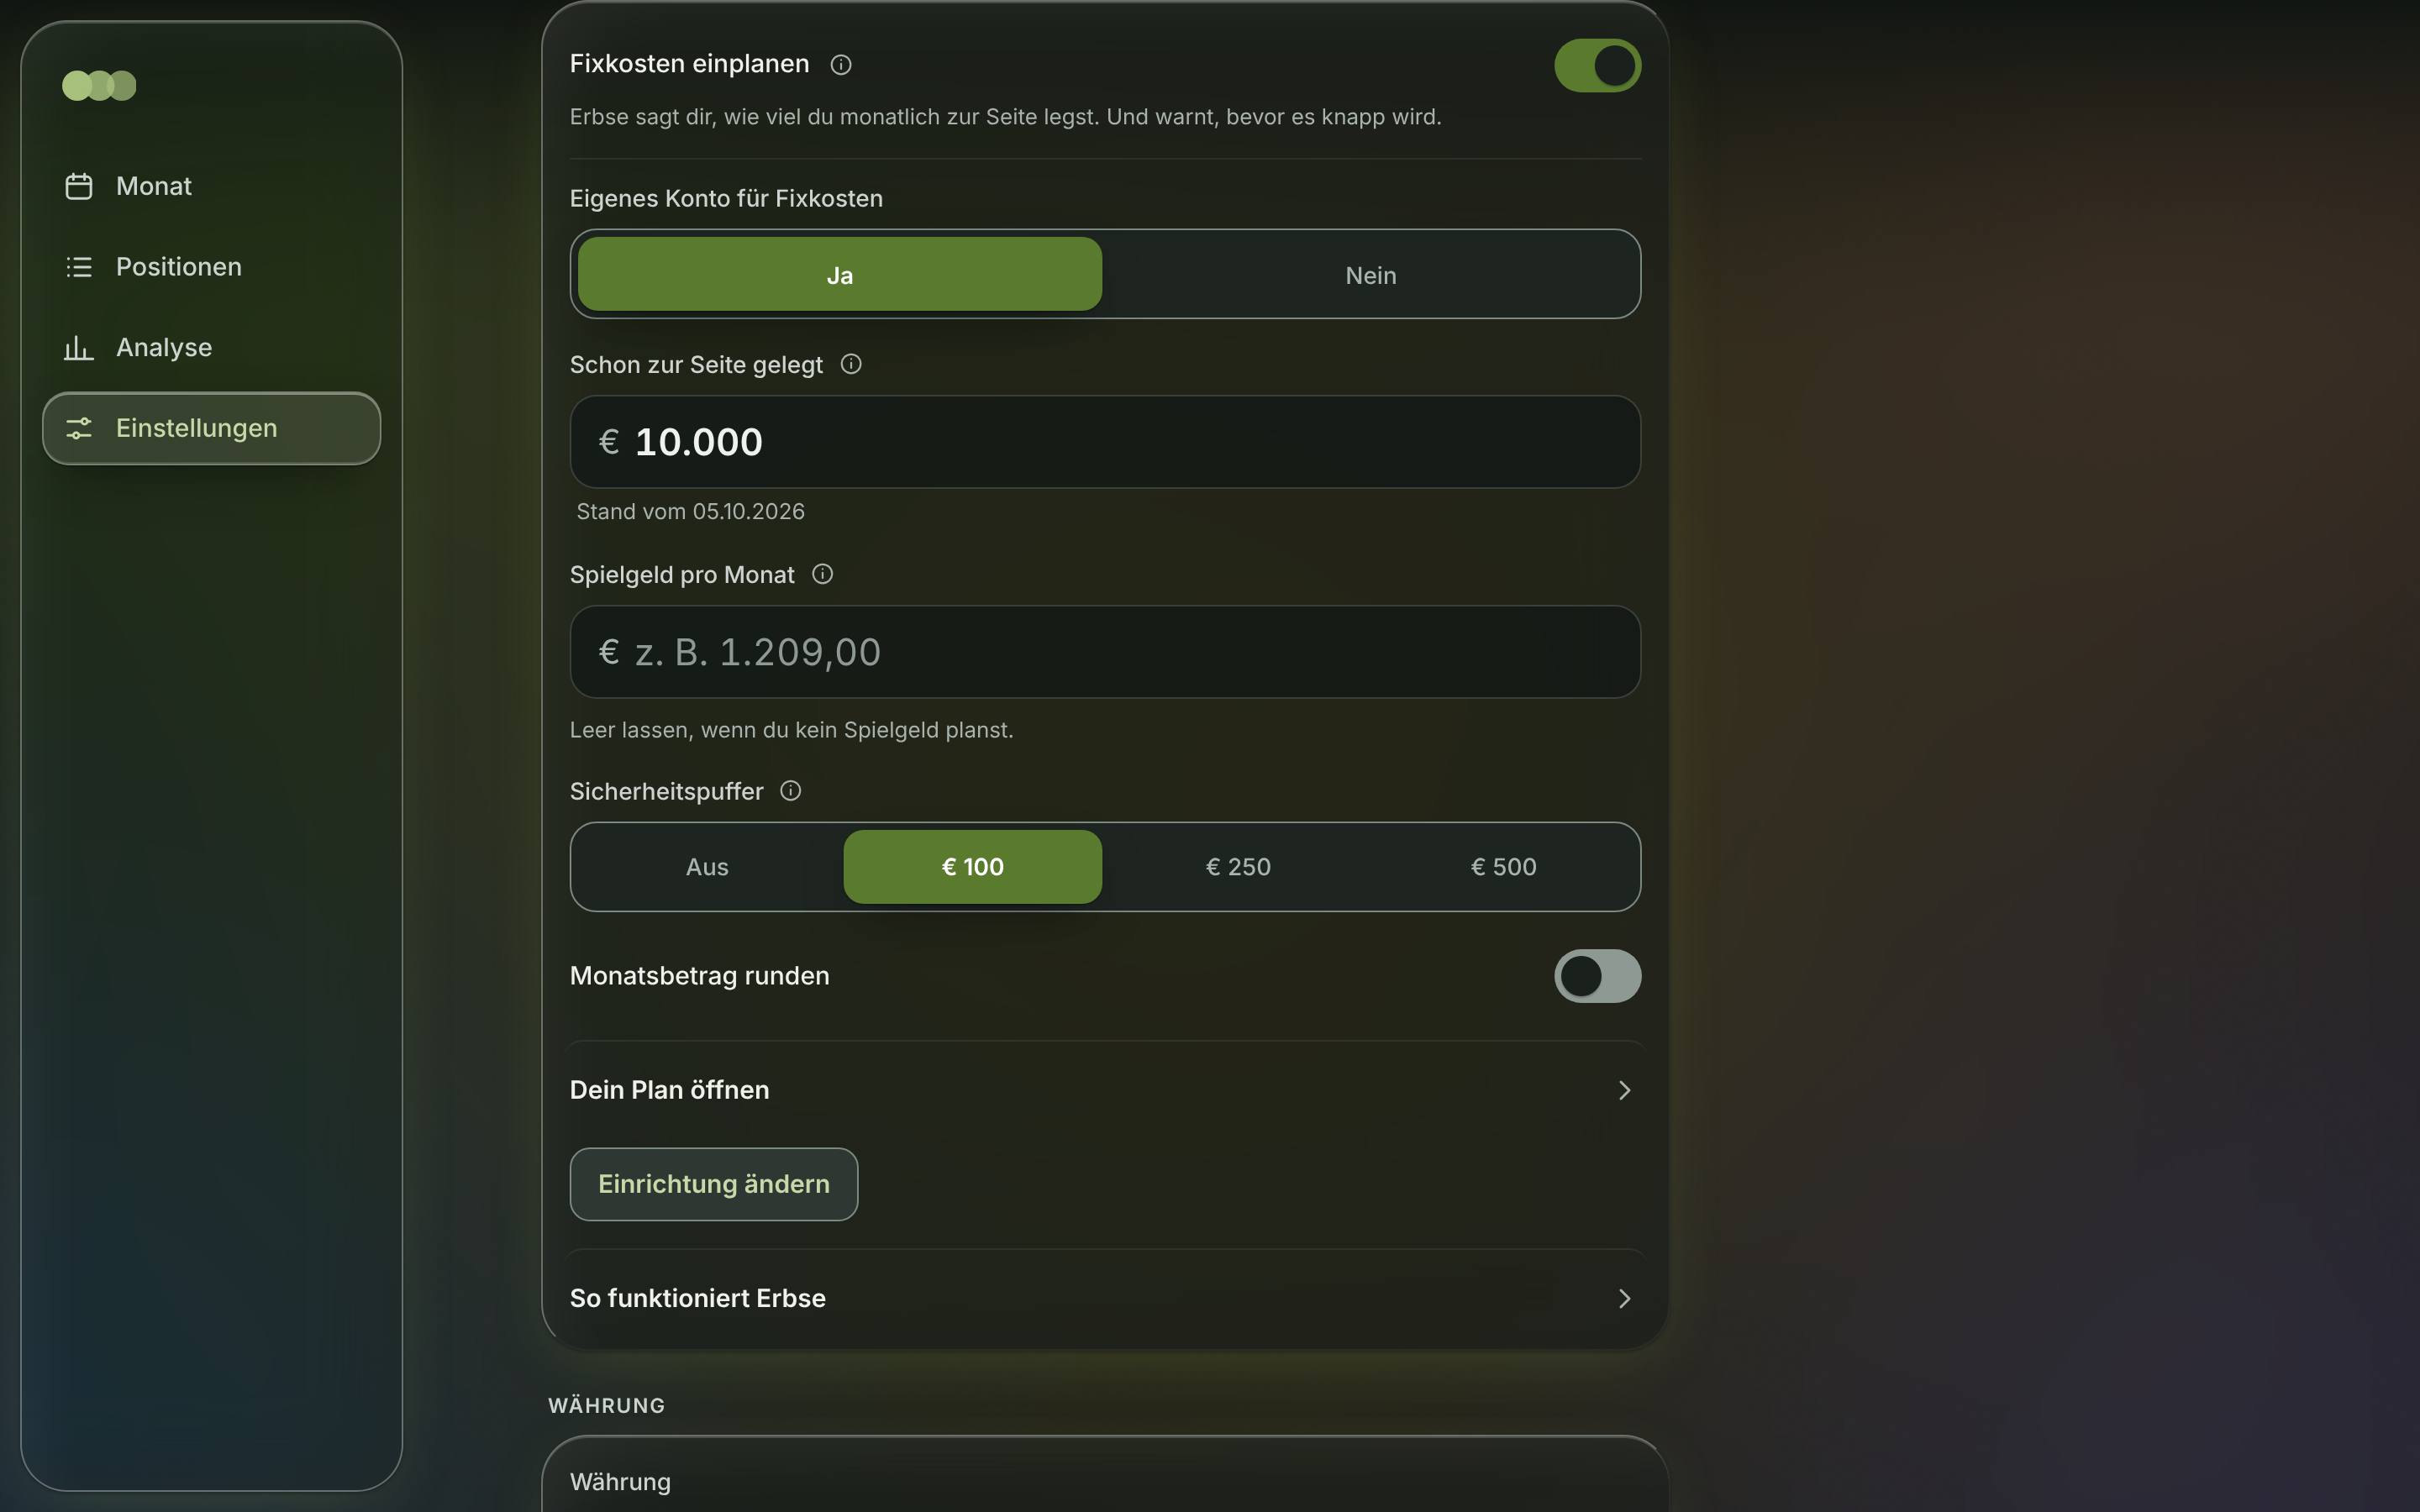 Monat
Positionen
Analyse
Einstellungen
Fixkosten einplanen
Erbse sagt dir, wie viel du monatlich zur Seite legst. Und warnt, bevor es knapp wird.
Eigenes Konto für Fixkosten
Ja Nein
Schon zur Seite gelegt
€ 10.000
Stand vom 05.10.2026
Spielgeld pro Monat
€ z. B. 1.209,00
Leer lassen, wenn du kein Spielgeld planst.
Sicherheitspuffer
Aus € 100 € 250 € 500
Monatsbetrag runden
Dein Plan öffnen
Einrichtung ändern
So funktioniert Erbse
WÄHRUNG
Währung